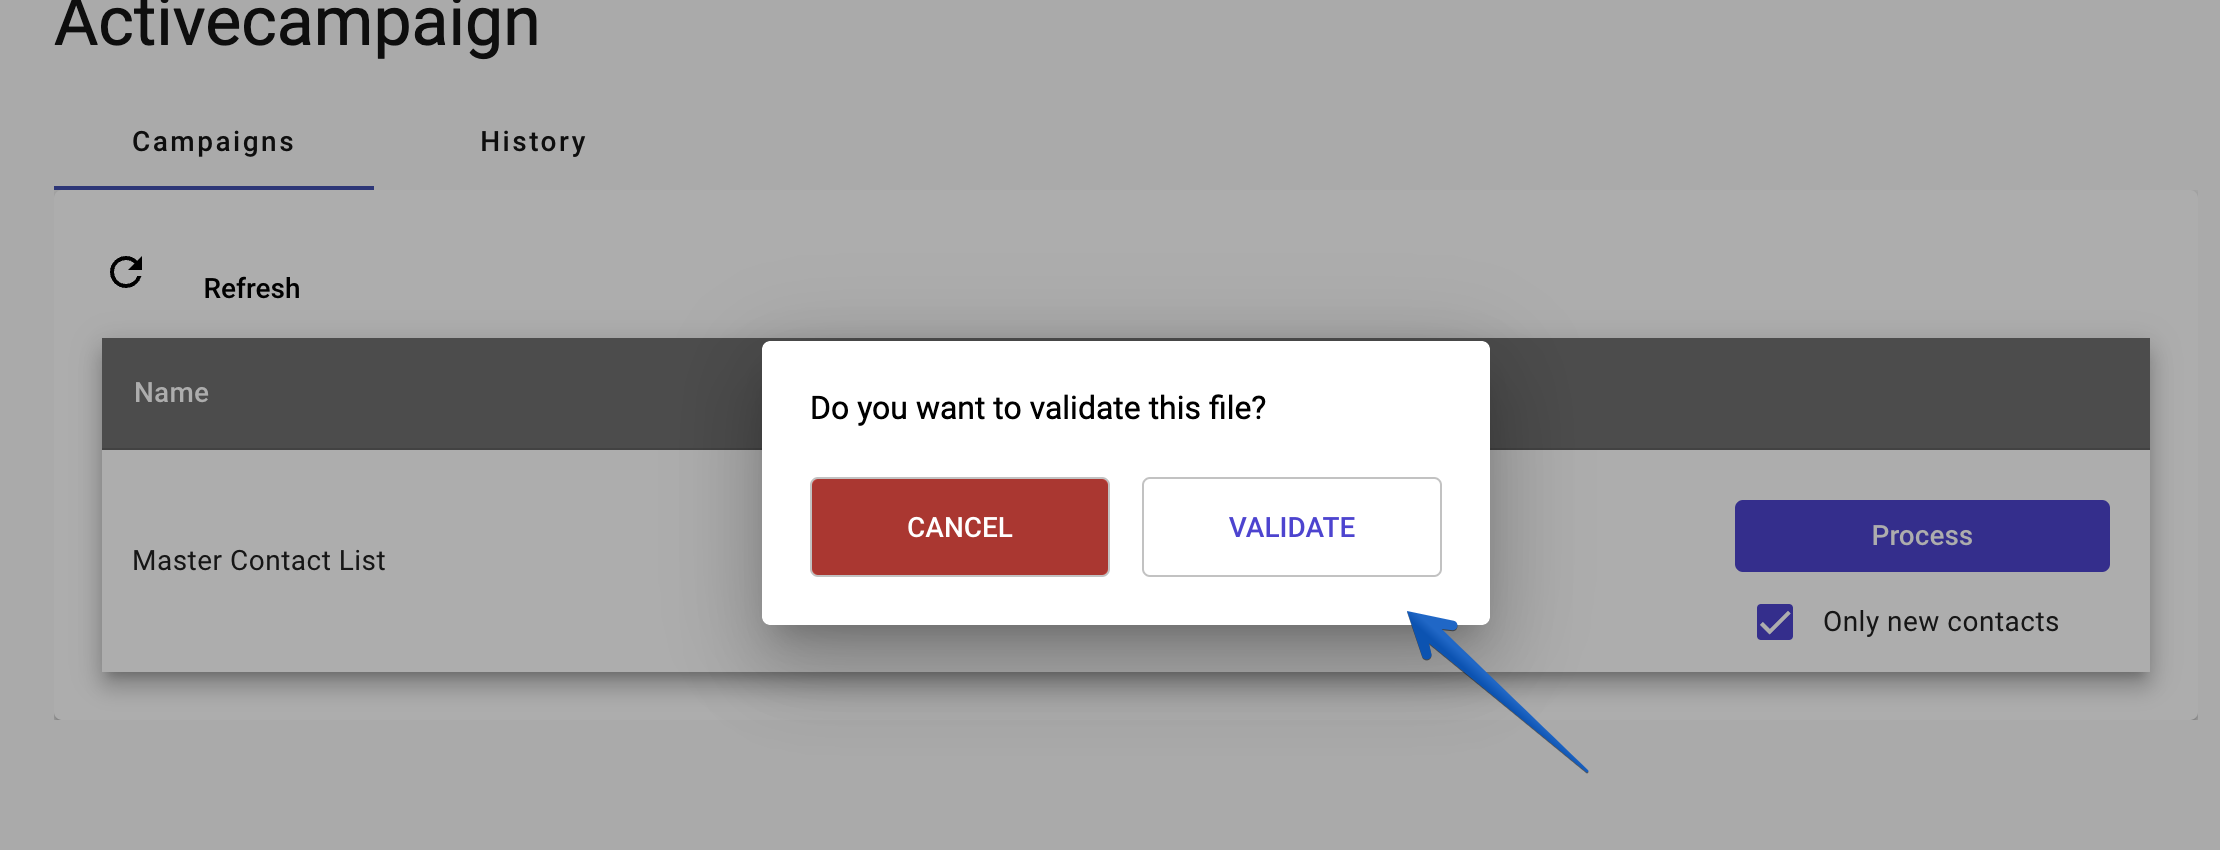 Activecampaign
Campaigns
History
Refresh
Name
Do you want to validate this file?
CANCEL
VALIDATE
Master Contact List
Process
Only new contacts